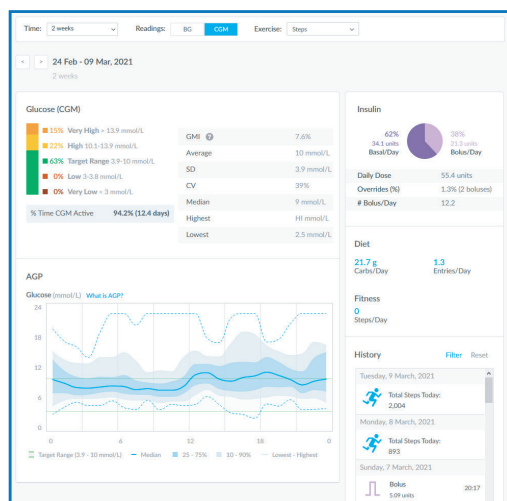 Time: 2 weeks Readings: BG CGM Exercise: Steps
« » 24 Feb - 09 Mar, 2021
2 weeks
Glucose (CGM)
15% Very High > 13.9 mmol/L
22% High 10.1-13.9 mmol/L
63% Target Range 3.9-10 mmol/L
0% Low 3-3.8 mmol/L
0% Very Low < 3 mmol/L
% Time CGM Active 94.2% (12.4 days)
GMI 7.6%
Average 10 mmol/L
SD 3.9 mmol/L
CV 39%
Median 9 mmol/L
Highest HI mmol/L
Lowest 2.5 mmol/L
AGP
Glucose (mmol/L) What is AGP?
24
18
12
6
0
0 6 12 16 0
Target Range (3.9 - 10 mmol/L) Median 25 - 75% 10 - 90% Lowest - Highest
Insulin
62% 38%
34.1 units 21.3 units
Basal/Day Bolus/Day
Daily Dose 55.4 units
Overrides (%) 1.3% (2 boluses)
# Bolus/Day 12.2
Diet
21.7 g 1.3
Carbs/Day Entries/Day
Fitness
0
Steps/Day
History Filter Reset
Tuesday, 9 March, 2021
Total Steps Today:
2,004
Monday, 8 March, 2021
Total Steps Today:
893
Sunday, 7 March, 2021
Bolus 20:17
5.09 units